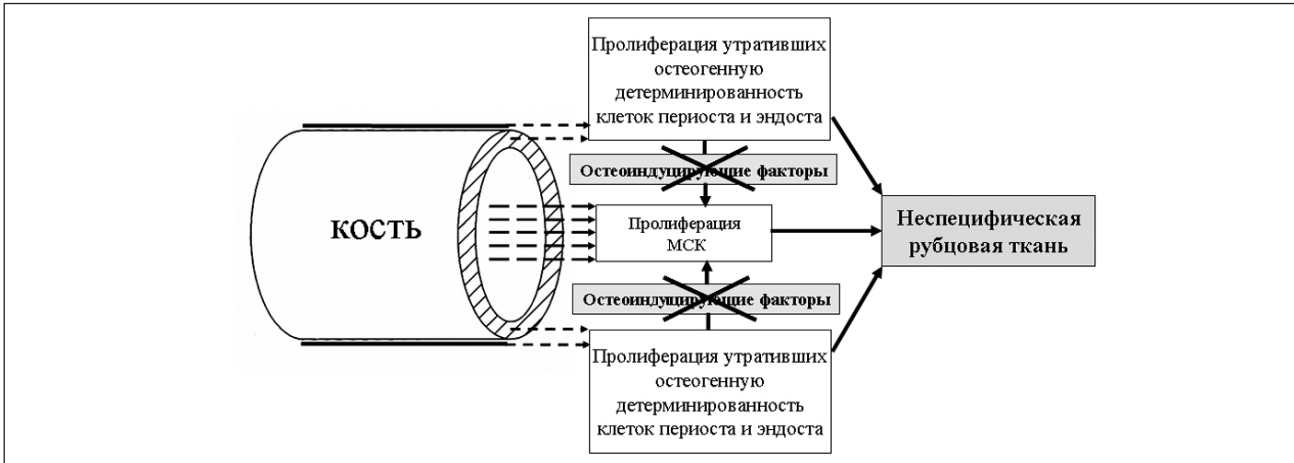 Пролиферация утративших
остеогенную
детерминированность
клеток периоста и эндоста
Остеоиндуцирующие факторы
КОСТЬ
Пролиферация
МСК
Неспецифическая
рубцовая ткань
Остеоиндуцирующие факторы
Пролиферация утративших
остеогенную
детерминированность
клеток периоста и эндоста